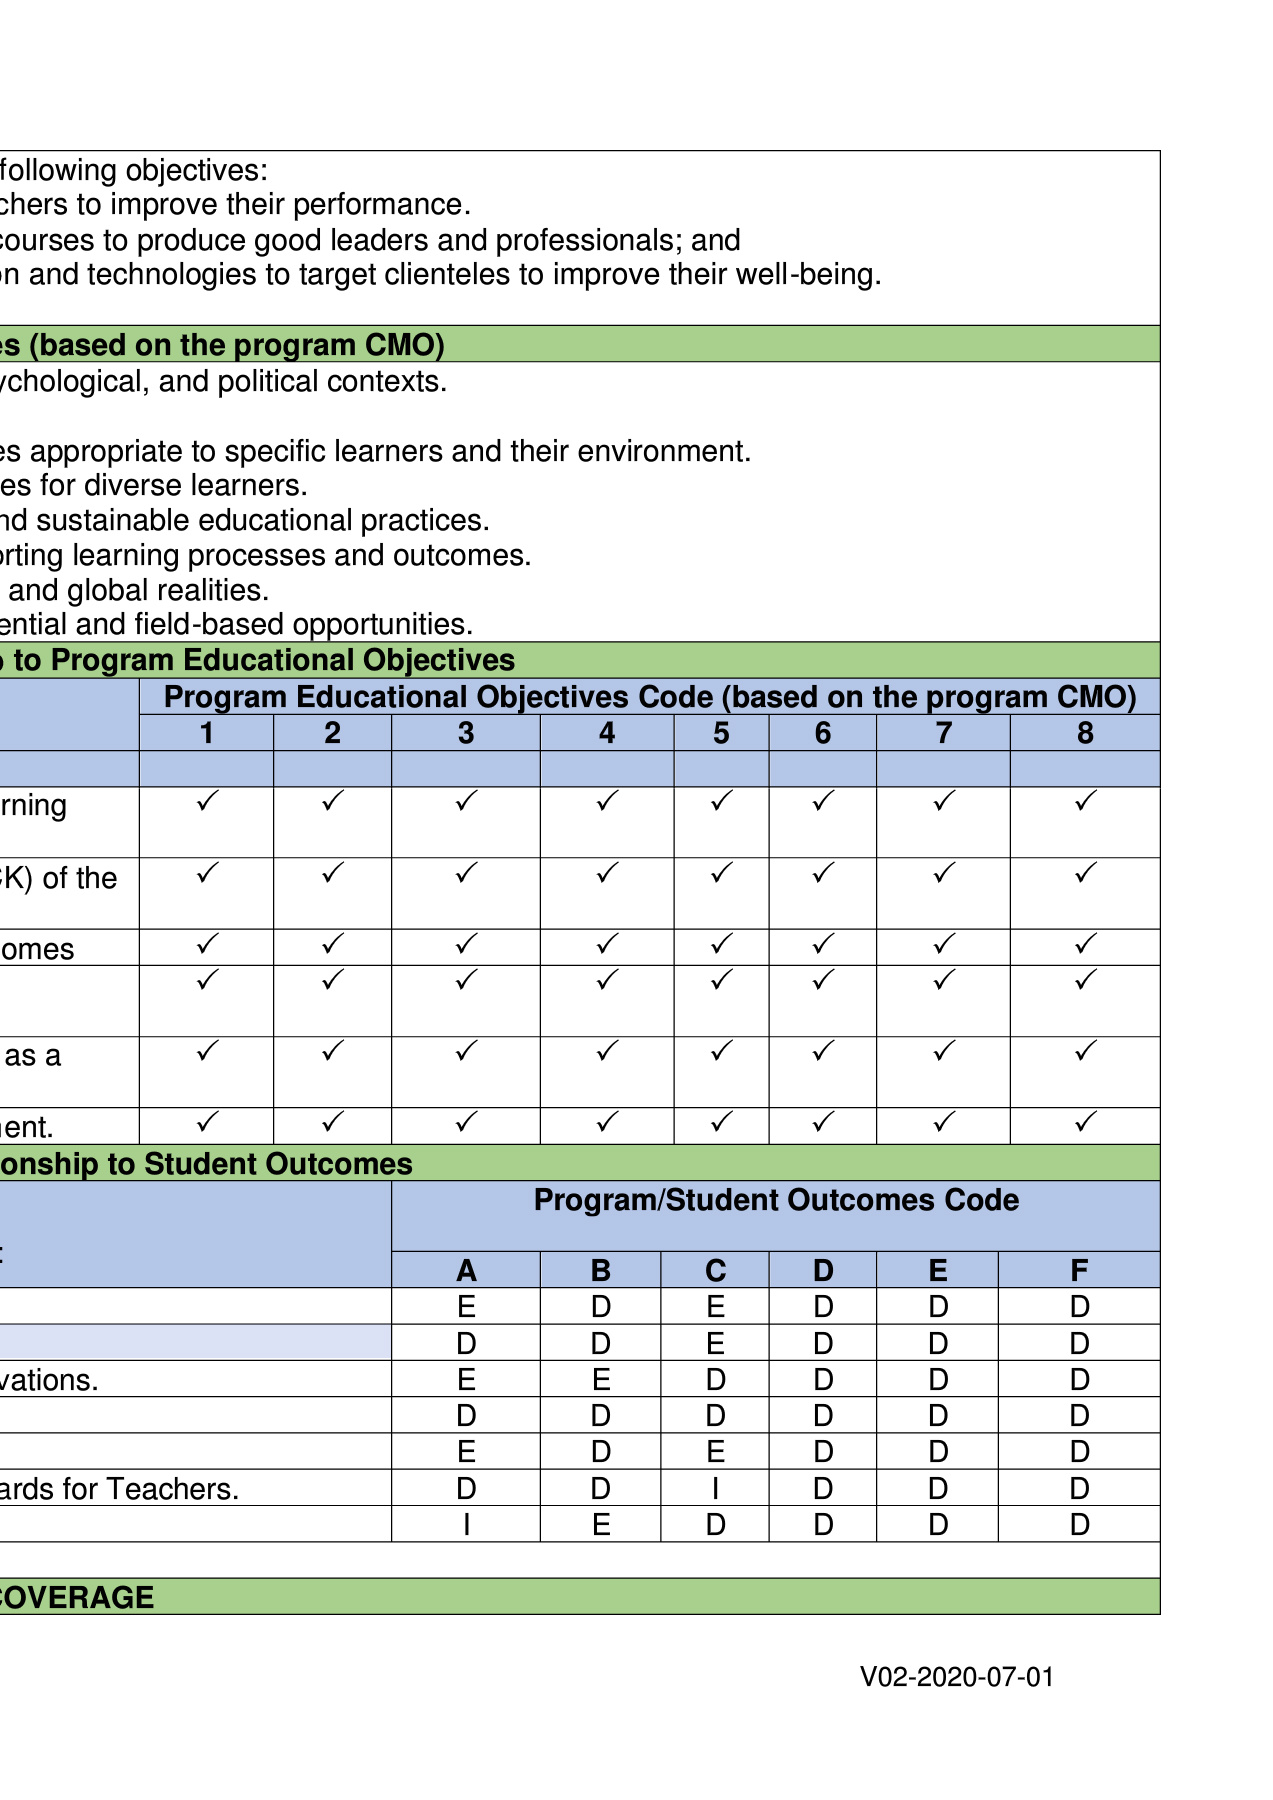 following objectives:
chers to improve their performance.
courses to produce good leaders and professionals; and
on and technologies to target clienteles to improve their well-being.
es (based on the program CMO)
ychological, and political contexts.
es appropriate to specific learners and their environment.
es for diverse learners.
nd sustainable educational practices.
orting learning processes and outcomes.
and global realities.
ential and field-based opportunities.
p to Program Educational Objectives
Program Educational Objectives Code (based on the program CMO)
1 2 3 4 5 6 7 8
rning ✓ ✓ ✓ ✓ ✓ ✓ ✓ ✓
CK) of the ✓ ✓ ✓ ✓ ✓ ✓ ✓ ✓
omes ✓ ✓ ✓ ✓ ✓ ✓ ✓ ✓
✓ ✓ ✓ ✓ ✓ ✓ ✓ ✓
as a ✓ ✓ ✓ ✓ ✓ ✓ ✓ ✓
ent. ✓ ✓ ✓ ✓ ✓ ✓ ✓ ✓
onship to Student Outcomes
Program/Student Outcomes Code
A B C D E F
E D E D D D
D D E D D D
vations. E E D D D D
D D D D D D
E D E D D D
ards for Teachers. D D I D D D
I E D D D D
COVERAGE
V02-2020-07-01